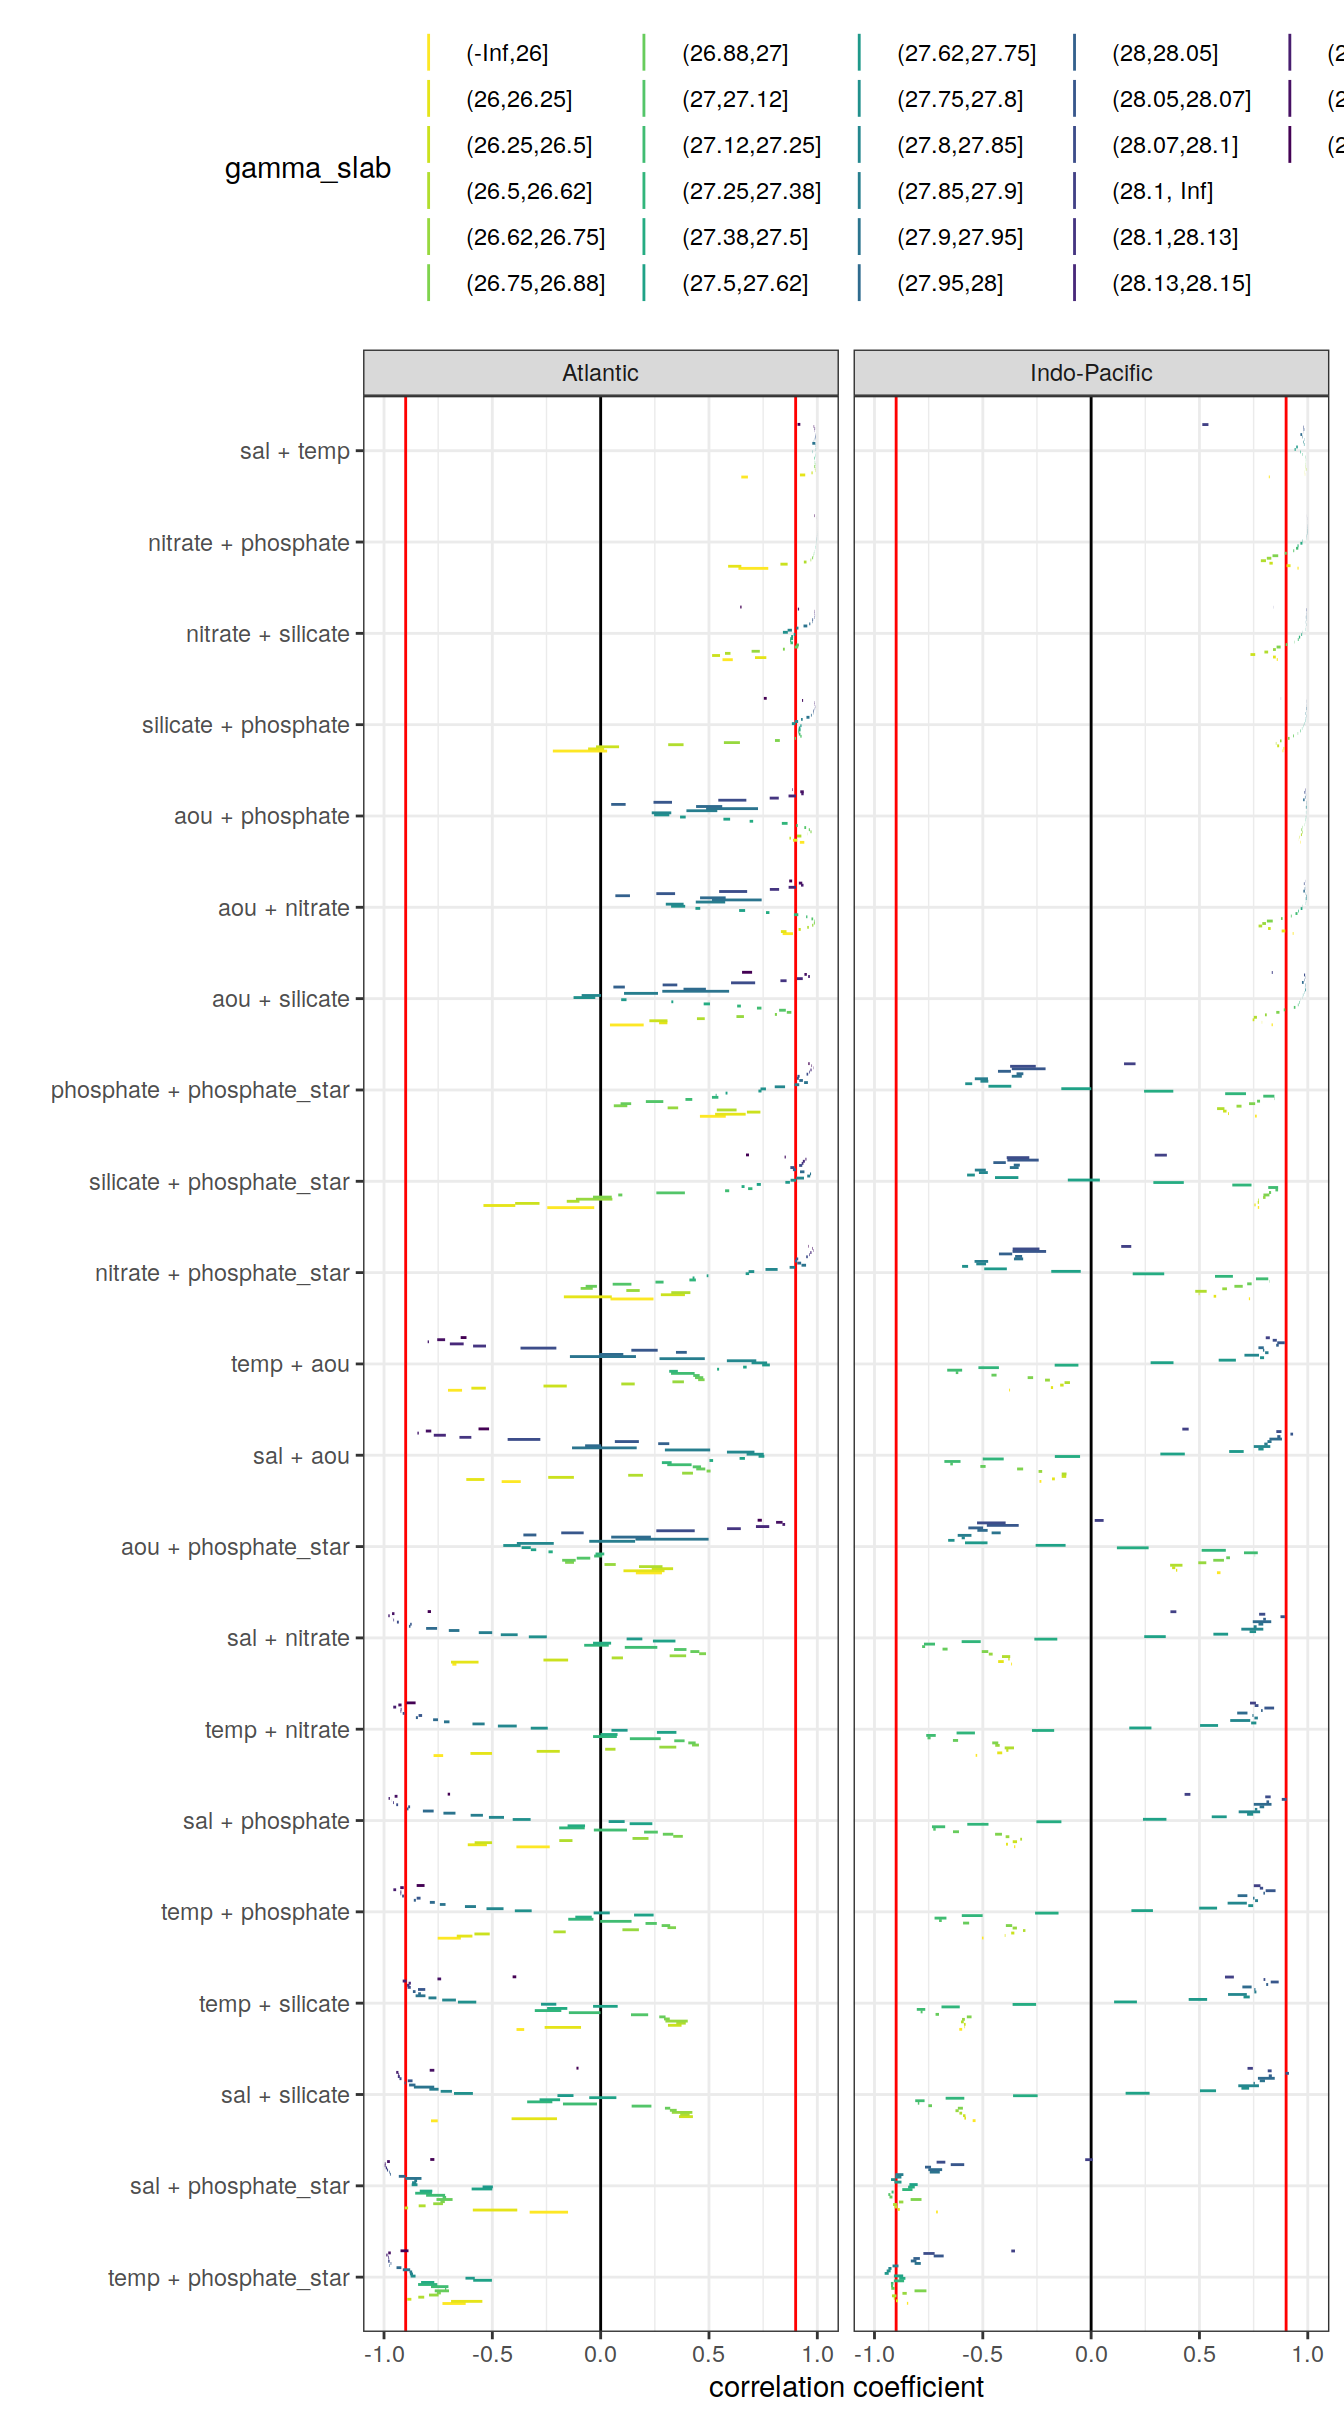 gamma_slab
(-Inf,26]
(26,26.25]
(26.25,26.5]
(26.5,26.62]
(26.62,26.75]
(26.75,26.88]
(26.88,27]
(27,27.12]
(27.12,27.25]
(27.25,27.38]
(27.38,27.5]
(27.5,27.62]
(27.62,27.75]
(27.75,27.8]
(27.8,27.85]
(27.85,27.9]
(27.9,27.95]
(27.95,28]
(28,28.05]
(28.05,28.07]
(28.07,28.1]
(28.1, Inf]
(28.1,28.13]
(28.13,28.15]
Atlantic
Indo-Pacific
sal + temp
nitrate + phosphate
nitrate + silicate
silicate + phosphate
aou + phosphate
aou + nitrate
aou + silicate
phosphate + phosphate_star
silicate + phosphate_star
nitrate + phosphate_star
temp + aou
sal + aou
aou + phosphate_star
sal + nitrate
temp + nitrate
sal + phosphate
temp + phosphate
temp + silicate
sal + silicate
sal + phosphate_star
temp + phosphate_star
-1.0 -0.5 0.0 0.5 1.0
-1.0 -0.5 0.0 0.5 1.0
correlation coefficient